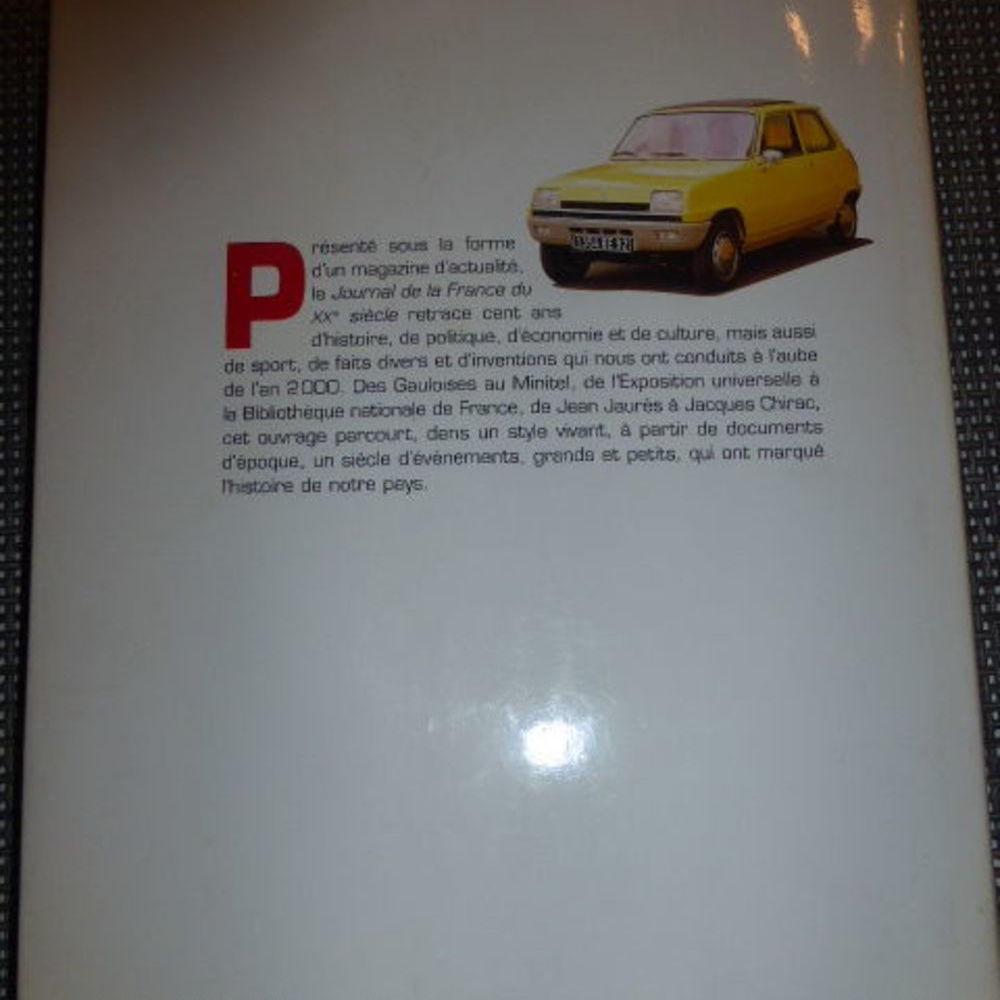 Présenté sous la forme
d'un magazine d'actualité,
le Journal de la France du
XXe siècle retrace cent ans
d'histoire, de politique, d'économie et de culture, mais aussi
de sport, de faits divers et d'inventions qui nous ont conduits à l'aube
de l'an 2000. Des Gauloises au Minitel, de l'Exposition universelle à
la Bibliothèque nationale de France, de Jean Jaurès à Jacques Chirac,
cet ouvrage parcourt, dans un style vivant, à partir de documents
d'époque, un siècle d'évènements, grands et petits, qui ont marqué
l'histoire de notre pays.